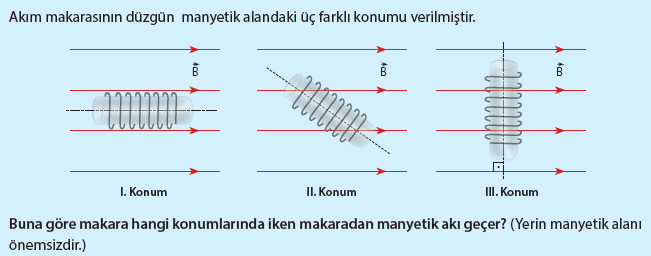 Akım makarasının düzgün manyetik alandaki üç farklı konumu verilmiştir.
B B B
I. Konum II. Konum III. Konum
Buna göre makara hangi konumlarında iken makaradan manyetik akı geçer? (Yerin manyetik alanı
önemsizdir.)